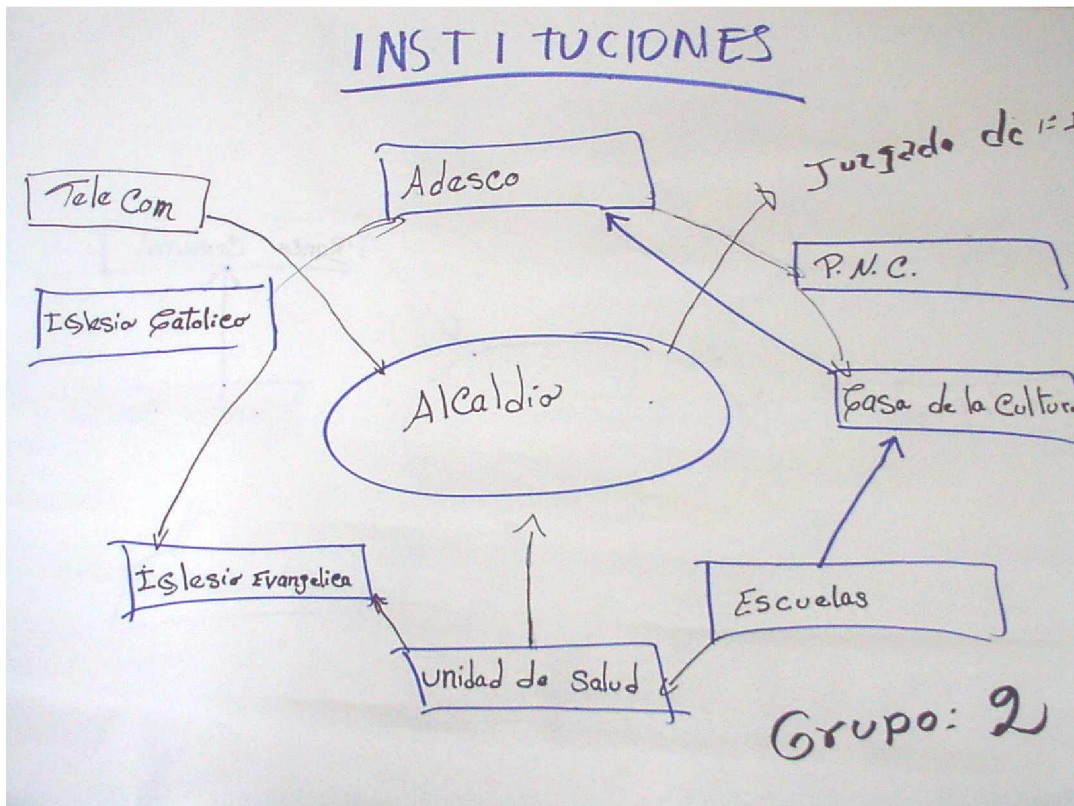 INSTITUCIONES
Juzgado de 1=
Adesco
Tele Com
P.N.C.
Iglesia Catolica
Alcaldia
Casa de la Cultura
Iglesia Evangelica
Escuelas
unidad de Salud
Grupo: 2